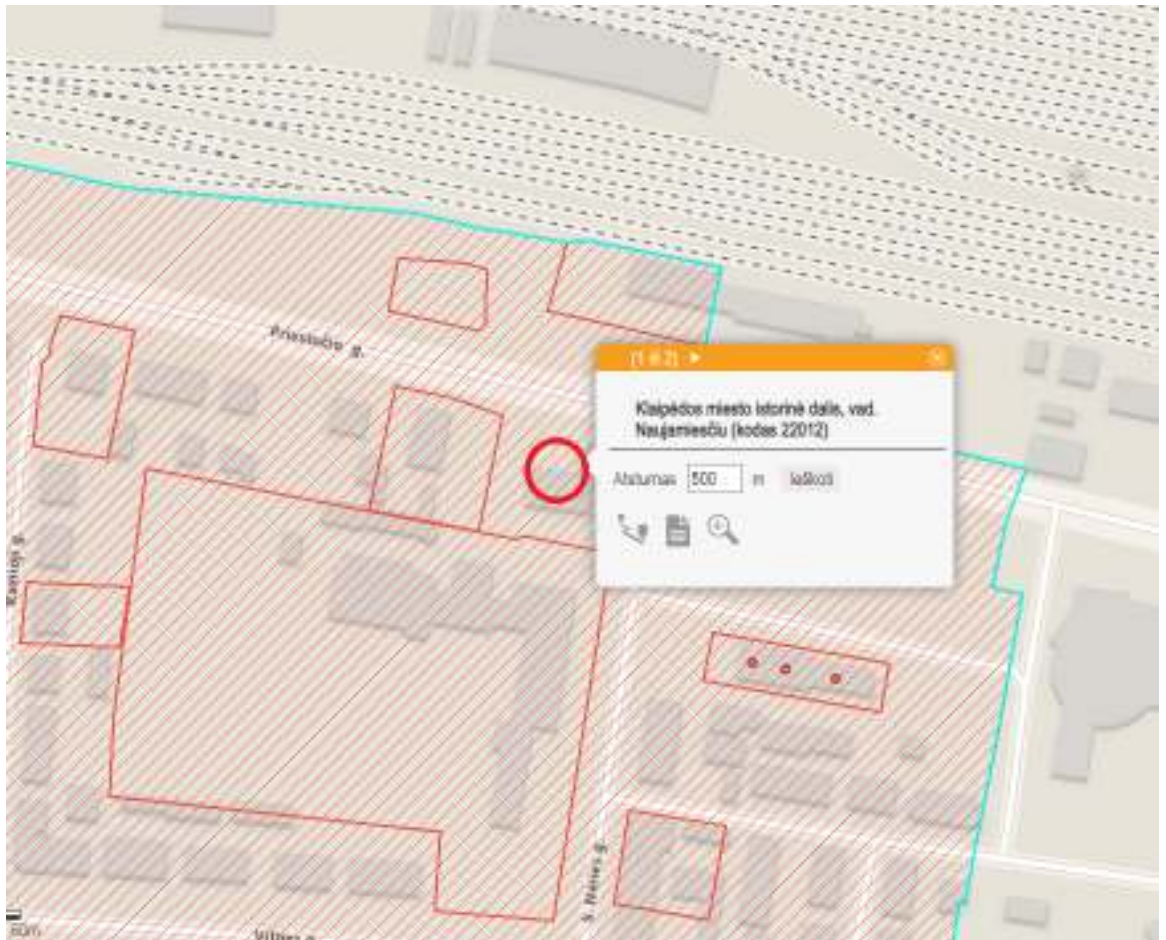 Priestočio g.
(1 iš 2)
Klaipėdos miesto istorinė dalis, vad.
Naujamiesčiu (kodas 22012)
Atstumas 500 m Ieškoti
S. Nėries g.